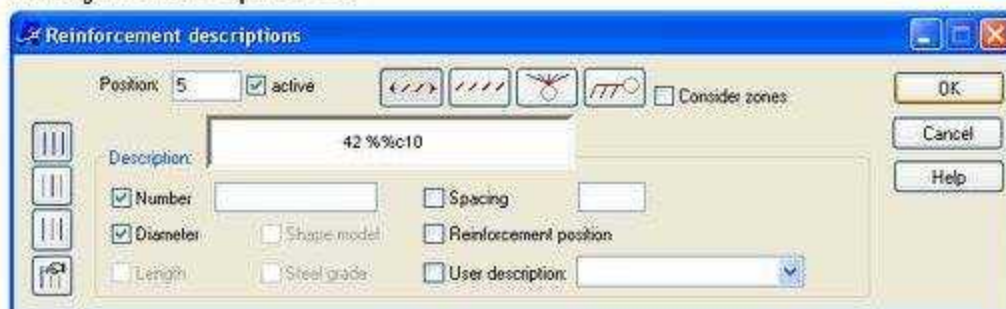 Reinforcement descriptions
Position: 5 active Consider zones OK
42 %%c10 Cancel
Description: Help
Number Spacing
Diameter Shape model Reinforcement position
Length Steel grade User description: